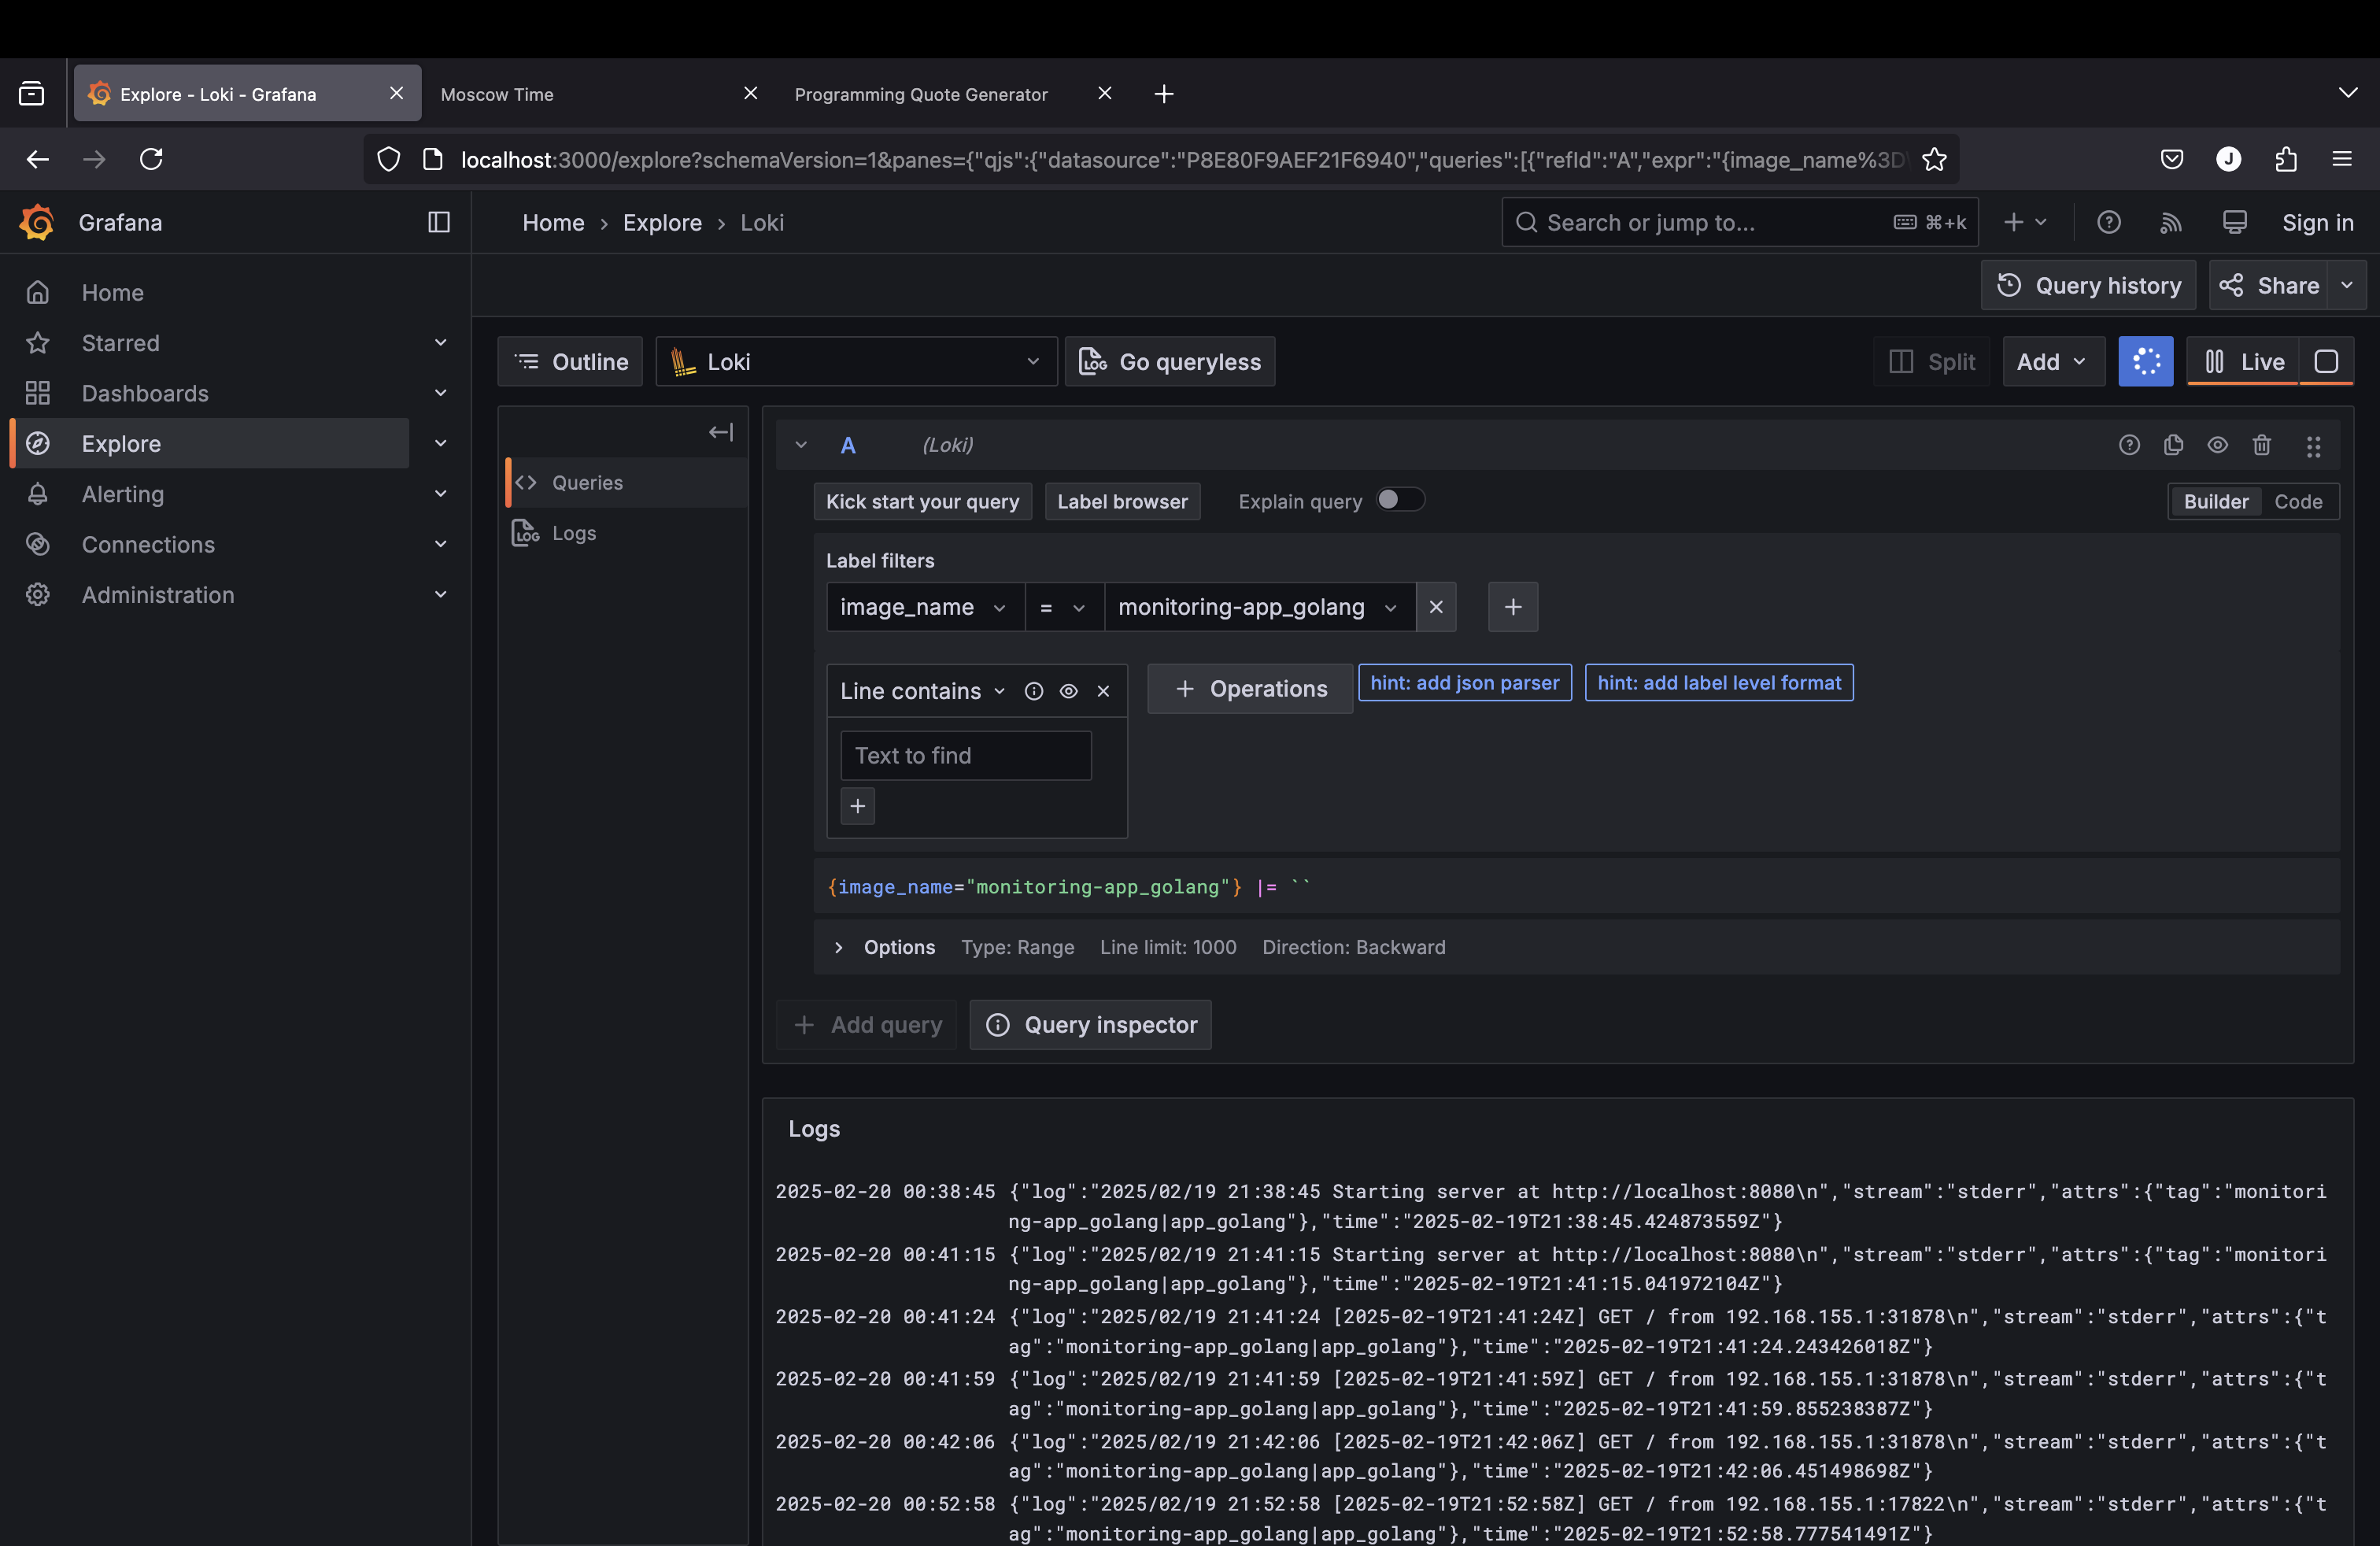 Explore - Loki - Grafana
Moscow Time
Programming Quote Generator
localhost:3000/explore?schemaVersion=1&panes={"qjs":{"datasource":"P8E80F9AEF21F6940","queries":[{"refId":"A","expr":"{image_name%3D\
J
Grafana
Home › Explore › Loki
Search or jump to...
⌘+k
Sign in
Query history
Share
Home
Starred
Dashboards
Explore
Alerting
Connections
Administration
Outline
Loki
Go queryless
Split
Add
Live
Queries
Logs
A (Loki)
Kick start your query
Label browser
Explain query
Builder
Code
Label filters
image_name
=
monitoring-app_golang
Line contains
Operations
hint: add json parser
hint: add label level format
Text to find
{image_name="monitoring-app_golang"} |= ``
Options Type: Range Line limit: 1000 Direction: Backward
Add query
Query inspector
Logs
2025-02-20 00:38:45 {"log":"2025/02/19 21:38:45 Starting server at http://localhost:8080\n","stream":"stderr","attrs":{"tag":"monitori
ng-app_golang|app_golang"},"time":"2025-02-19T21:38:45.424873559Z"}
2025-02-20 00:41:15 {"log":"2025/02/19 21:41:15 Starting server at http://localhost:8080\n","stream":"stderr","attrs":{"tag":"monitori
ng-app_golang|app_golang"},"time":"2025-02-19T21:41:15.041972104Z"}
2025-02-20 00:41:24 {"log":"2025/02/19 21:41:24 [2025-02-19T21:41:24Z] GET / from 192.168.155.1:31878\n","stream":"stderr","attrs":{"t
ag":"monitoring-app_golang|app_golang"},"time":"2025-02-19T21:41:24.243426018Z"}
2025-02-20 00:41:59 {"log":"2025/02/19 21:41:59 [2025-02-19T21:41:59Z] GET / from 192.168.155.1:31878\n","stream":"stderr","attrs":{"t
ag":"monitoring-app_golang|app_golang"},"time":"2025-02-19T21:41:59.855238387Z"}
2025-02-20 00:42:06 {"log":"2025/02/19 21:42:06 [2025-02-19T21:42:06Z] GET / from 192.168.155.1:31878\n","stream":"stderr","attrs":{"t
ag":"monitoring-app_golang|app_golang"},"time":"2025-02-19T21:42:06.451498698Z"}
2025-02-20 00:52:58 {"log":"2025/02/19 21:52:58 [2025-02-19T21:52:58Z] GET / from 192.168.155.1:17822\n","stream":"stderr","attrs":{"t
ag":"monitoring-app_golang|app_golang"},"time":"2025-02-19T21:52:58.777541491Z"}